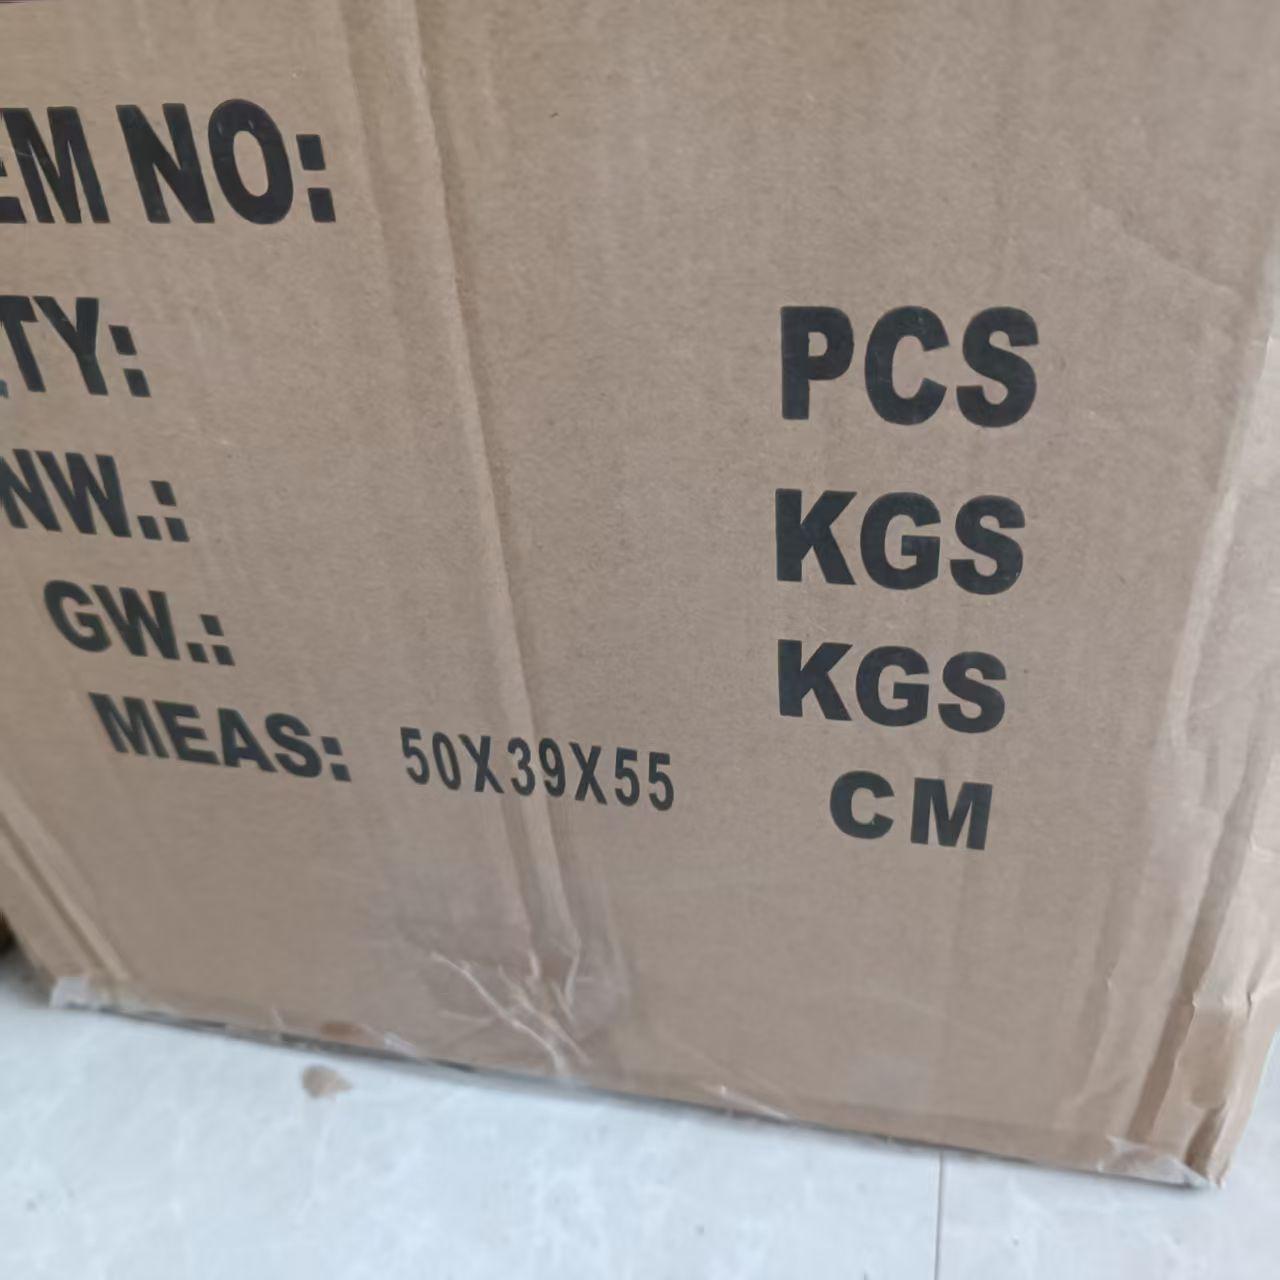 EM NO:
TY: PCS
NW.: KGS
GW.: KGS
MEAS: 50X39X55 CM